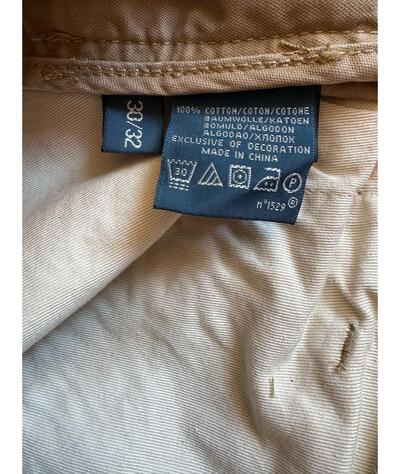 30/32
100% COTTON/COTON/COTONE
BAUMWOLLE/KATOEN
BOMULD/ALGODON
ALGODAO/ХЛОПОК
EXCLUSIVE OF DECORATION
MADE IN CHINA
30
P
n°1529 ®